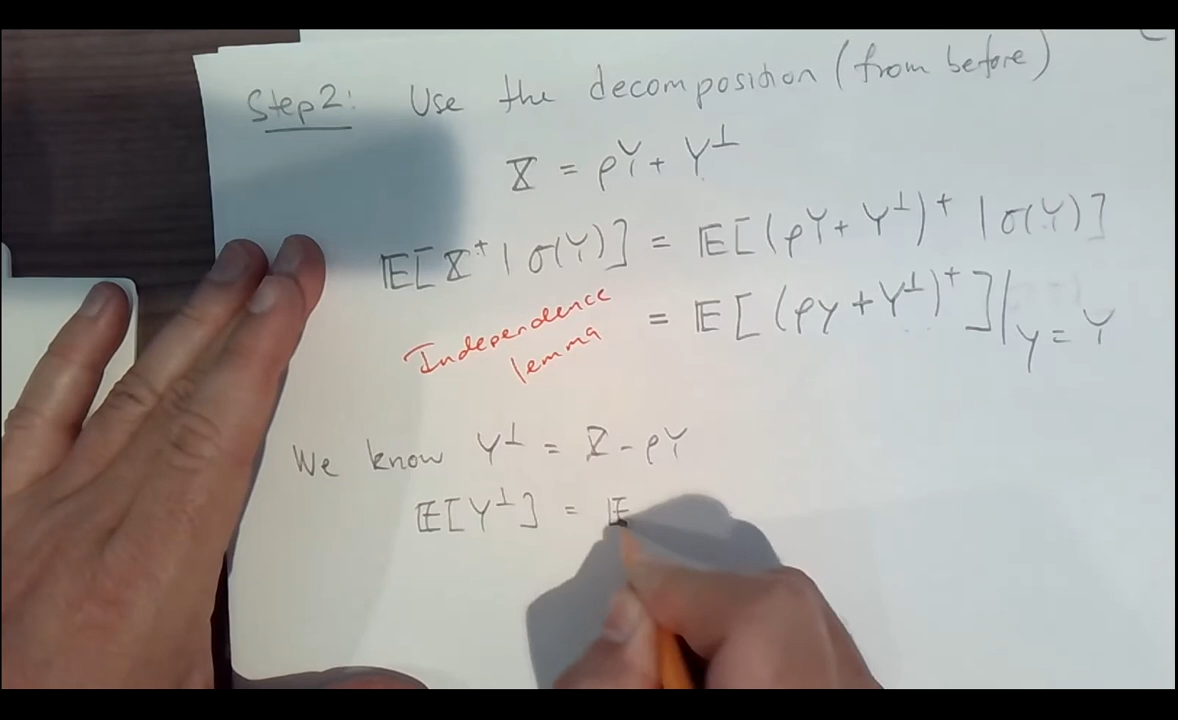 Step 2: Use the decomposition (from before)
X = ρY + Y⊥
𝔼[X⁺ | σ(Y)] = 𝔼[(ρY + Y⊥)⁺ | σ(Y)]
Independence lemma
= 𝔼[(ρy + Y⊥)⁺]|_{y = Y}
We know Y⊥ = X - ρY
𝔼[Y⊥] = 𝔼